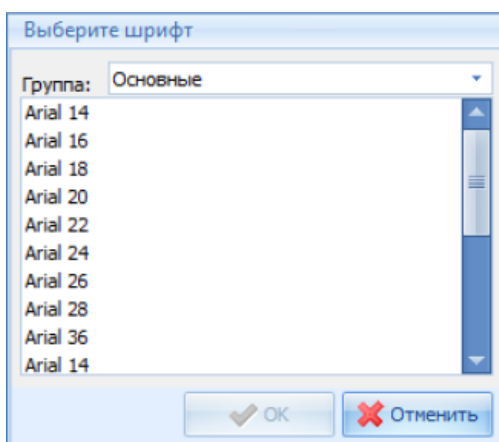 Выберите шрифт
Группа: Основные
Arial 14
Arial 16
Arial 18
Arial 20
Arial 22
Arial 24
Arial 26
Arial 28
Arial 36
Arial 14
ОК Отменить